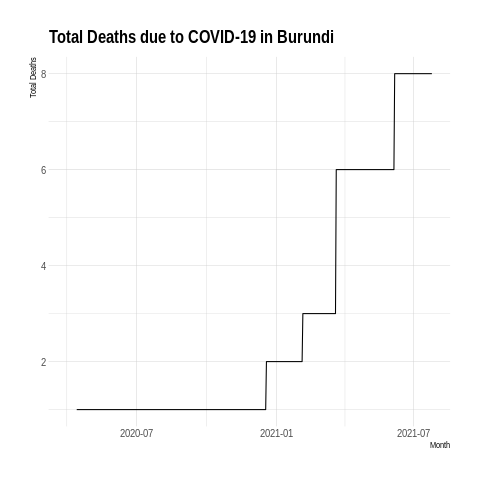 Total Deaths due to COVID-19 in Burundi
Total Deaths
8
6
4
2
2020-07
2021-01
2021-07
Month